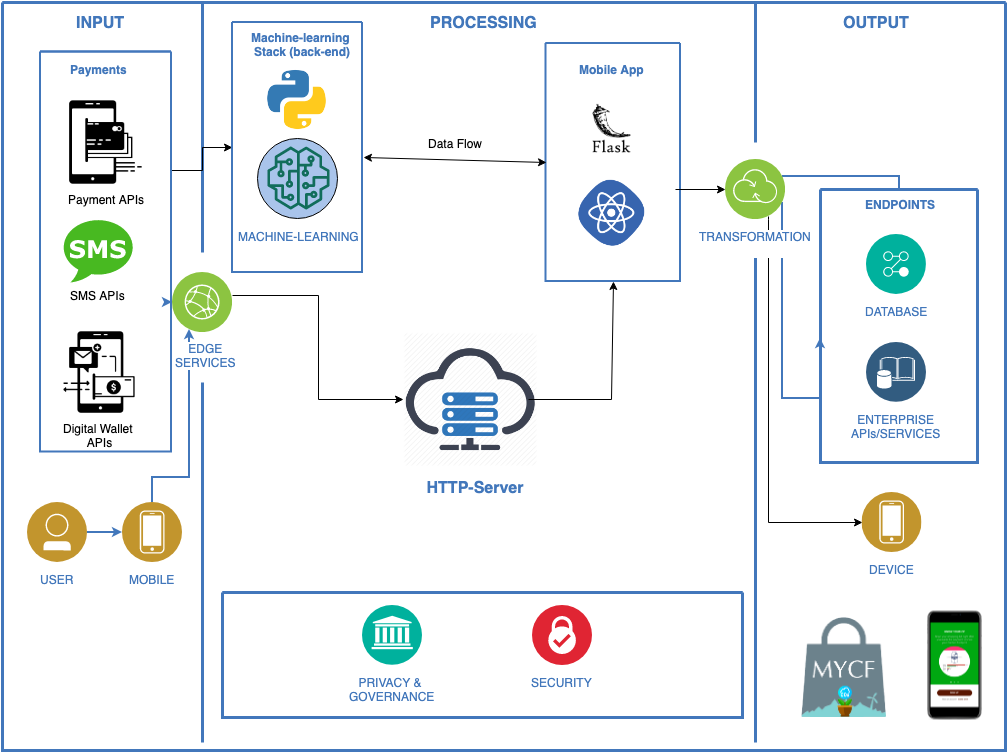 INPUT
PROCESSING
OUTPUT
Payments
Payment APIs
SMS
SMS APIs
Digital Wallet
APIs
USER
MOBILE
EDGE
SERVICES
Machine-learning
Stack (back-end)
MACHINE-LEARNING
Data Flow
Mobile App
Flask
HTTP-Server
TRANSFORMATION
ENDPOINTS
DATABASE
ENTERPRISE
APIs/SERVICES
DEVICE
PRIVACY &
GOVERNANCE
SECURITY
MYCF